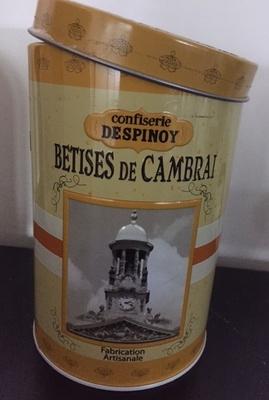 confiserie
DESPINOY
BETISES DE CAMBRAI
Fabrication
Artisanale